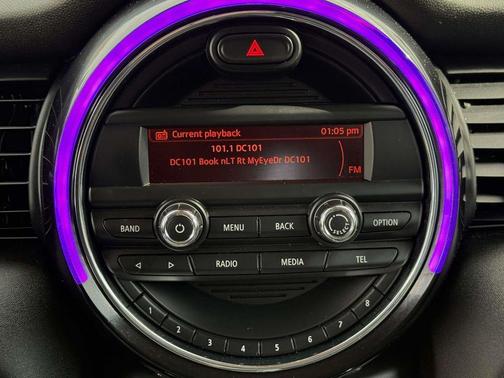 Current playback 01:05 pm
101.1 DC101
DC101 Book nLT Rt MyEyeDr DC101
FM
BAND MENU BACK SELECT OPTION
RADIO MEDIA TEL
1 2 3 4 5 6 7 8